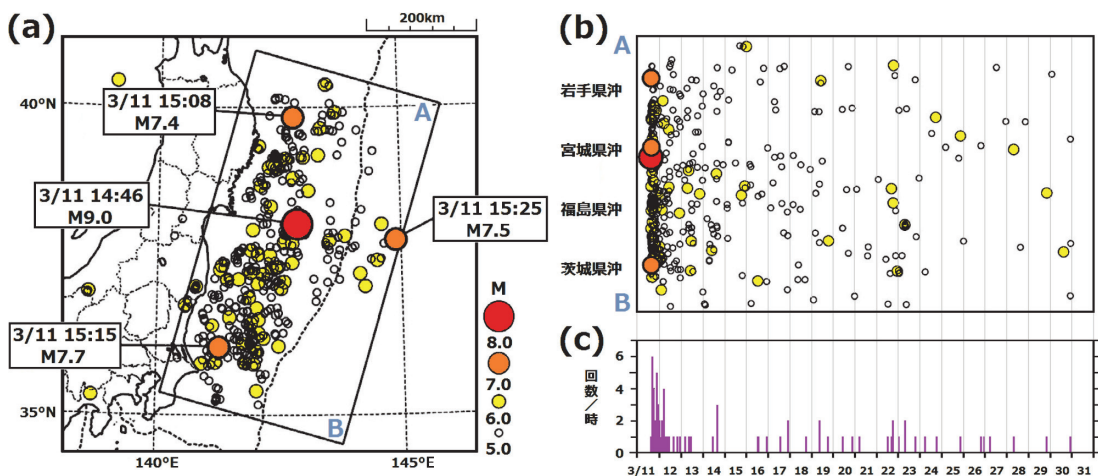 (a)
200km
40°N
35°N
140°E
145°E
3/11 15:08
M7.4
3/11 14:46
M9.0
3/11 15:25
M7.5
3/11 15:15
M7.7
A
B
M
8.0
7.0
6.0
5.0
(b)
A
岩手県沖
宮城県沖
福島県沖
茨城県沖
B
(c)
回数/時
6
4
2
0
3/11 12 13 14 15 16 17 18 19 20 21 22 23 24 25 26 27 28 29 30 31